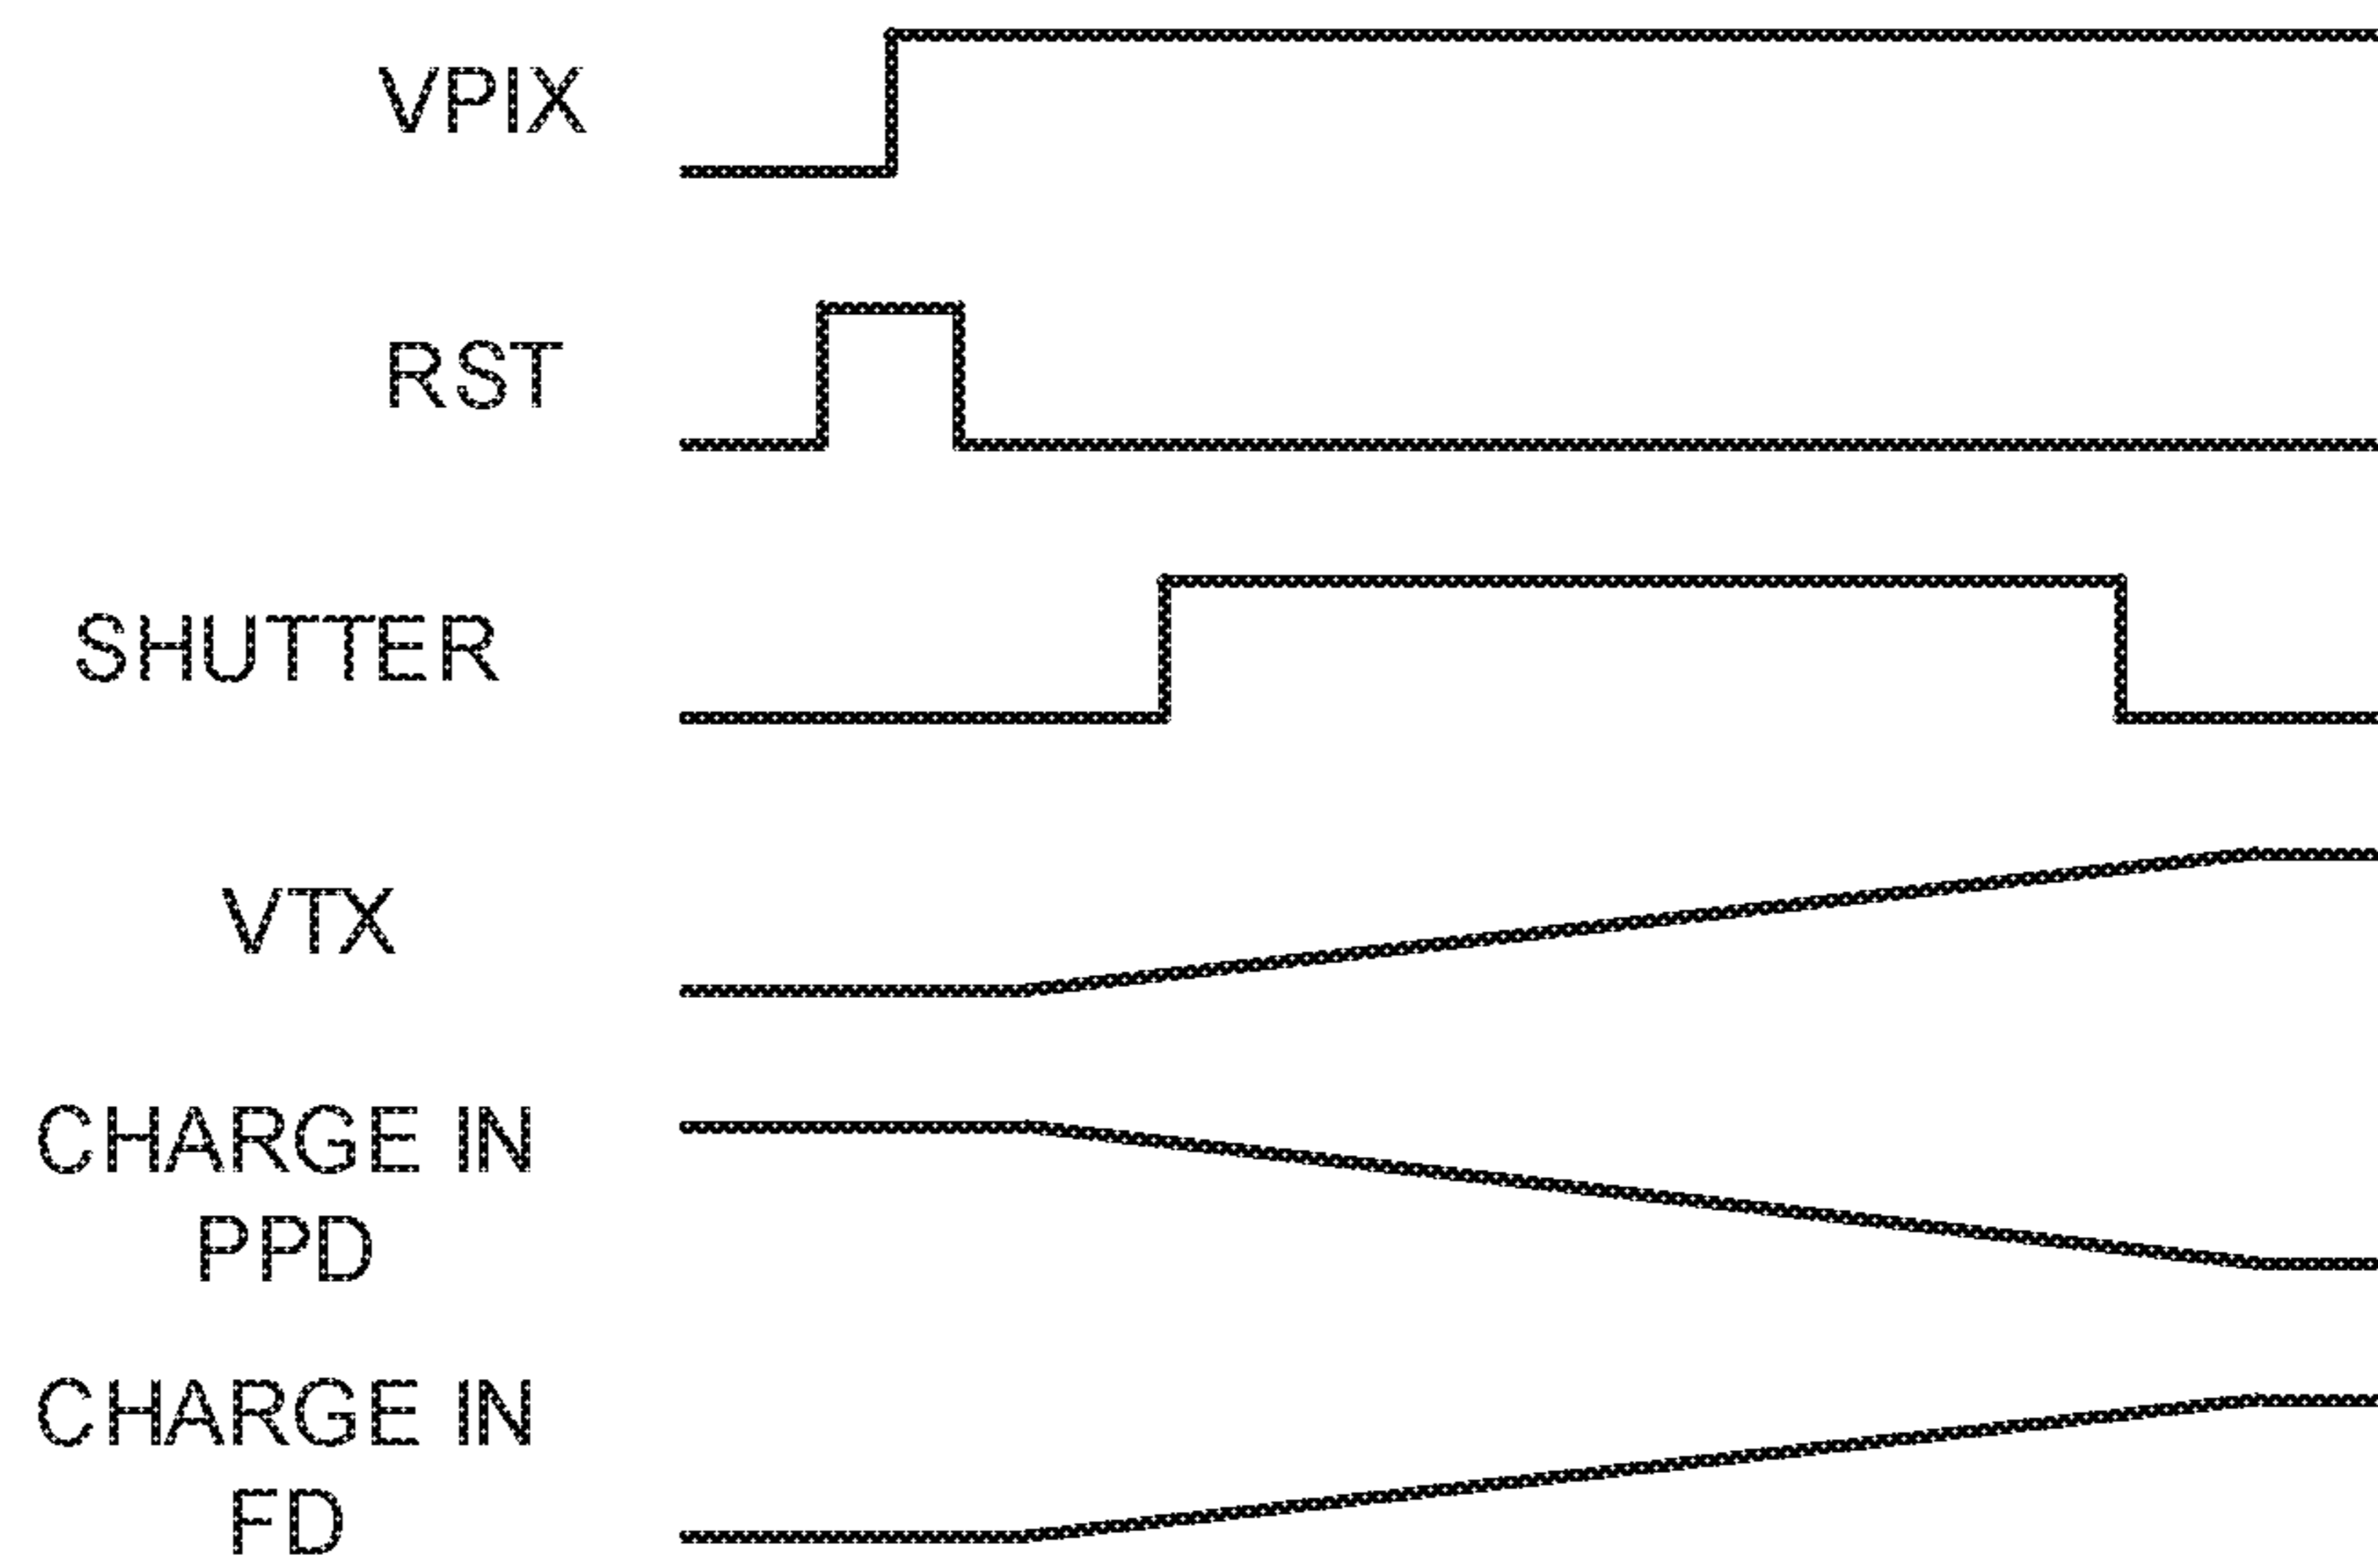 VPIX
RST
SHUTTER
VTX
CHARGE IN
PPD
CHARGE IN
FD